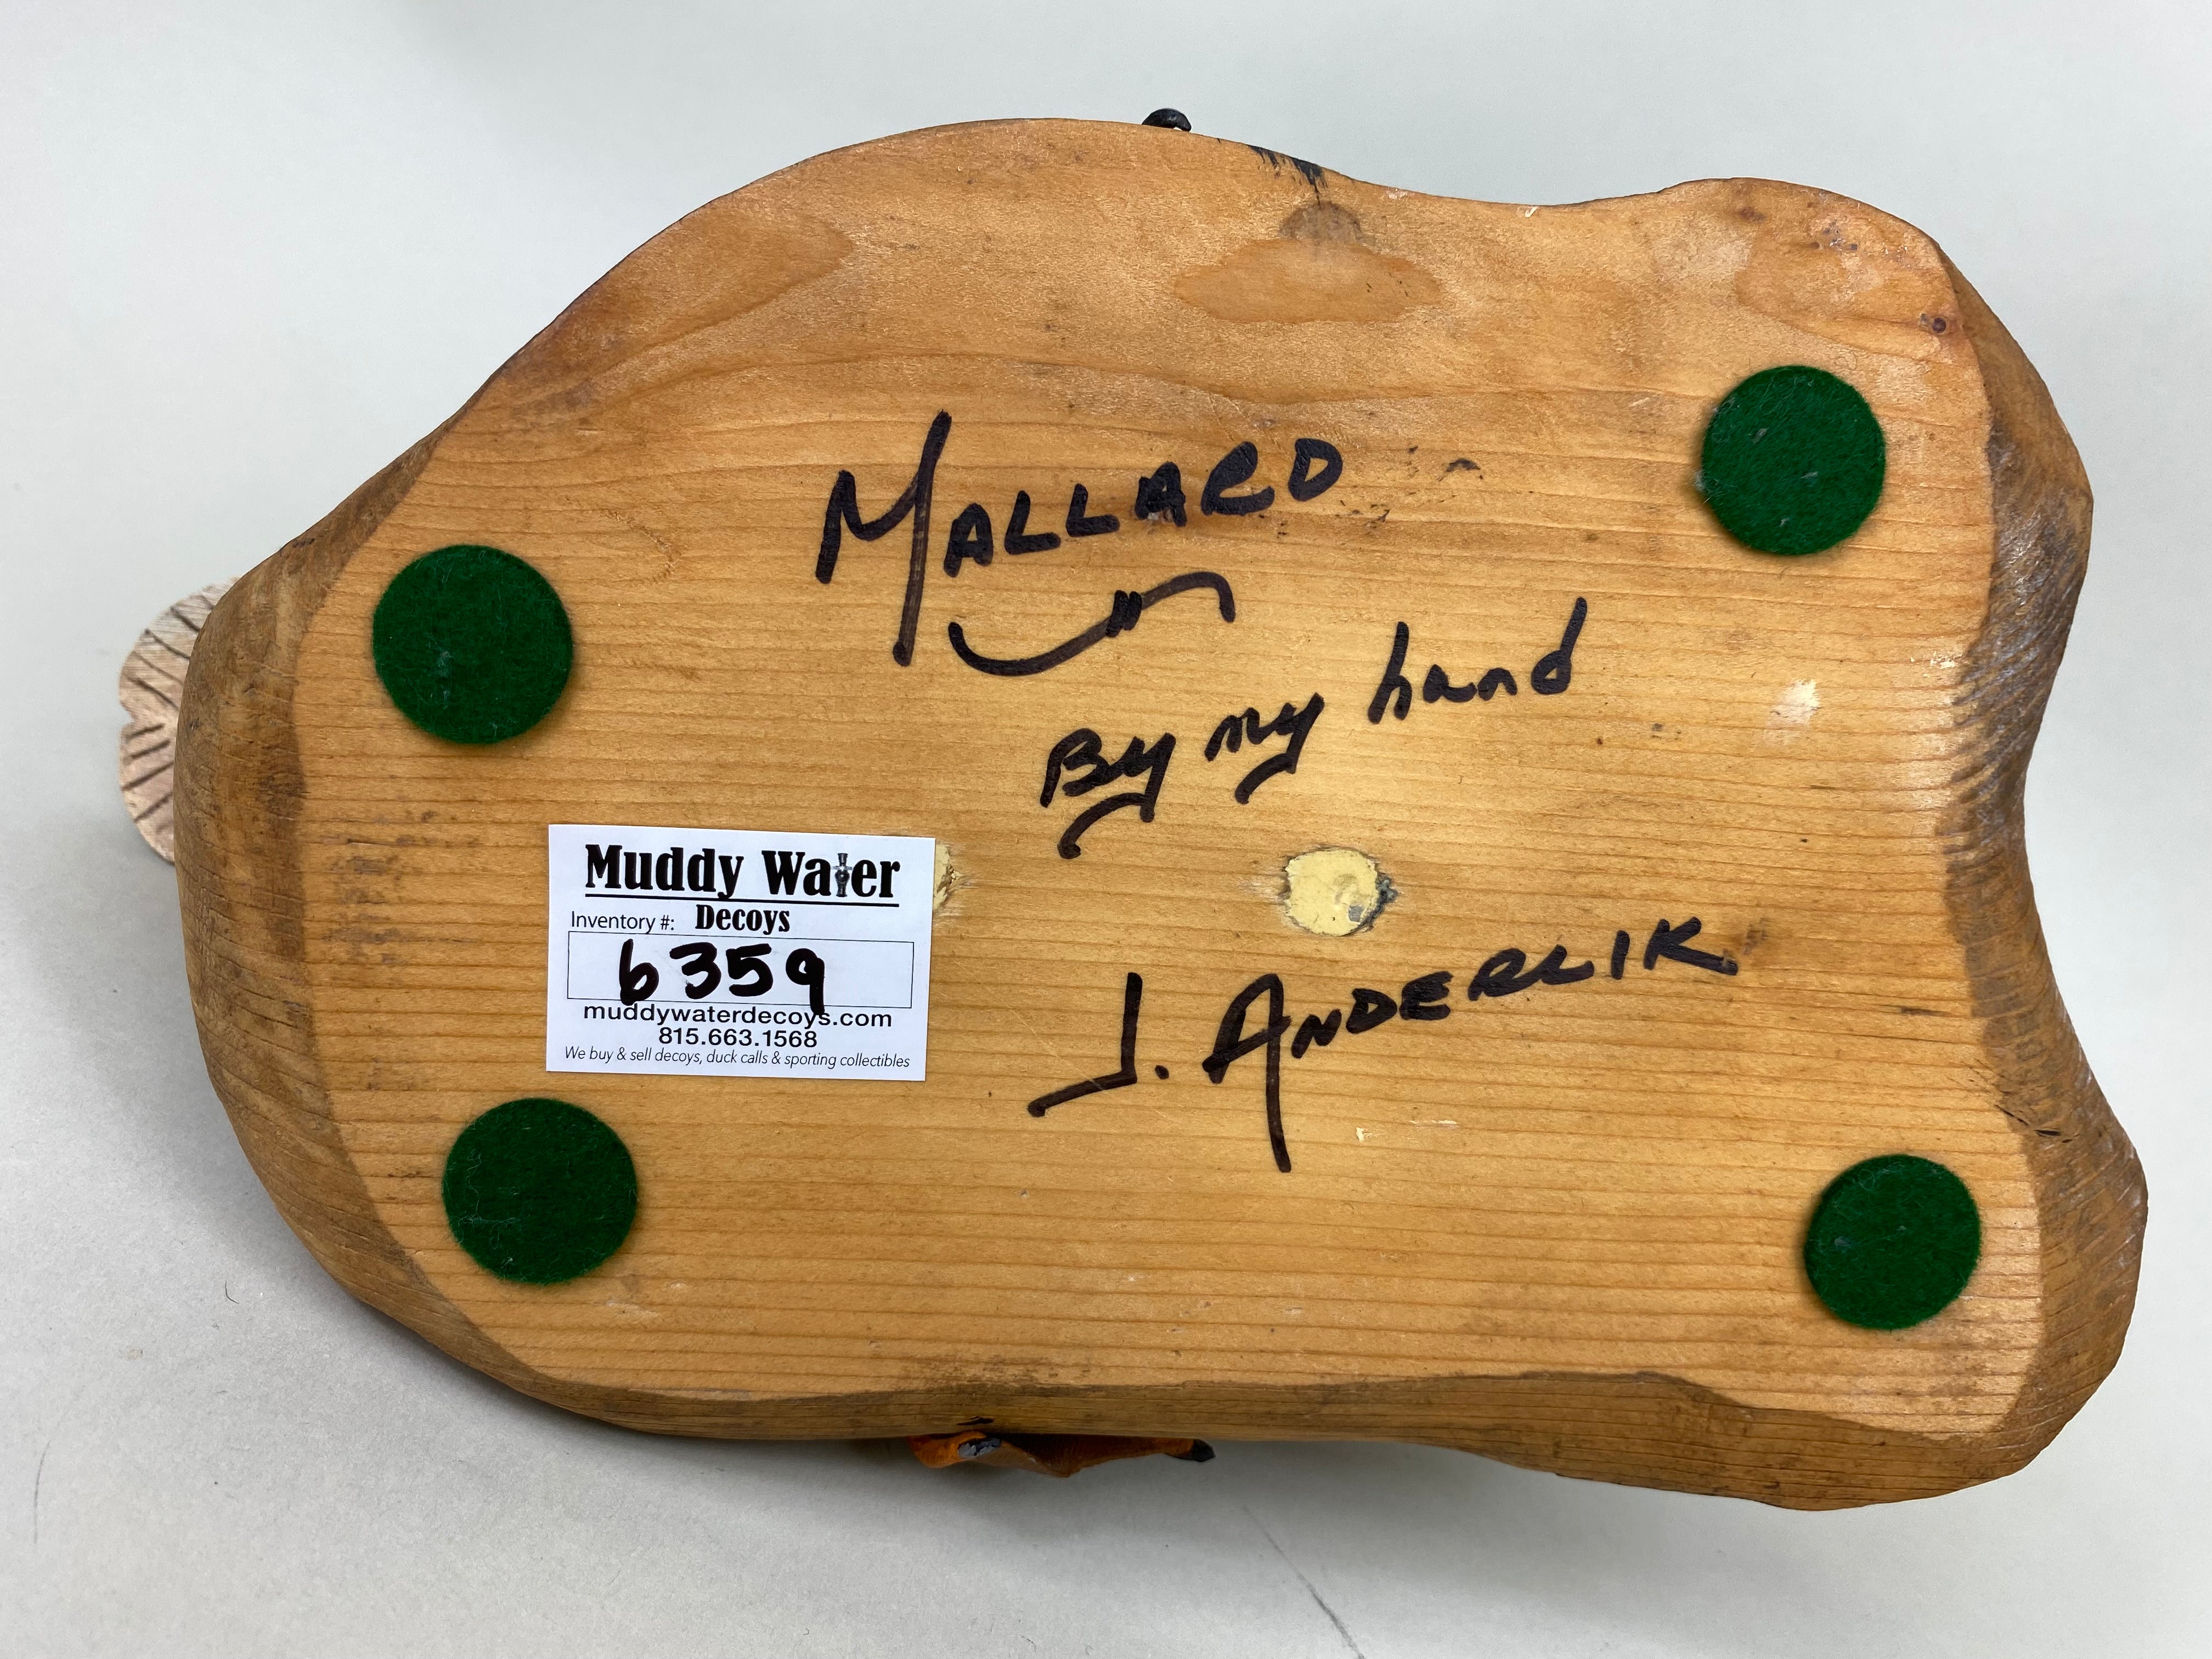 MALLARD
By my hand
Muddy Water
Inventory #: Decoys
6359
muddywaterdecoys.com
815.663.1568
We buy & sell decoys, duck calls & sporting collectibles
J. ANDERLIK